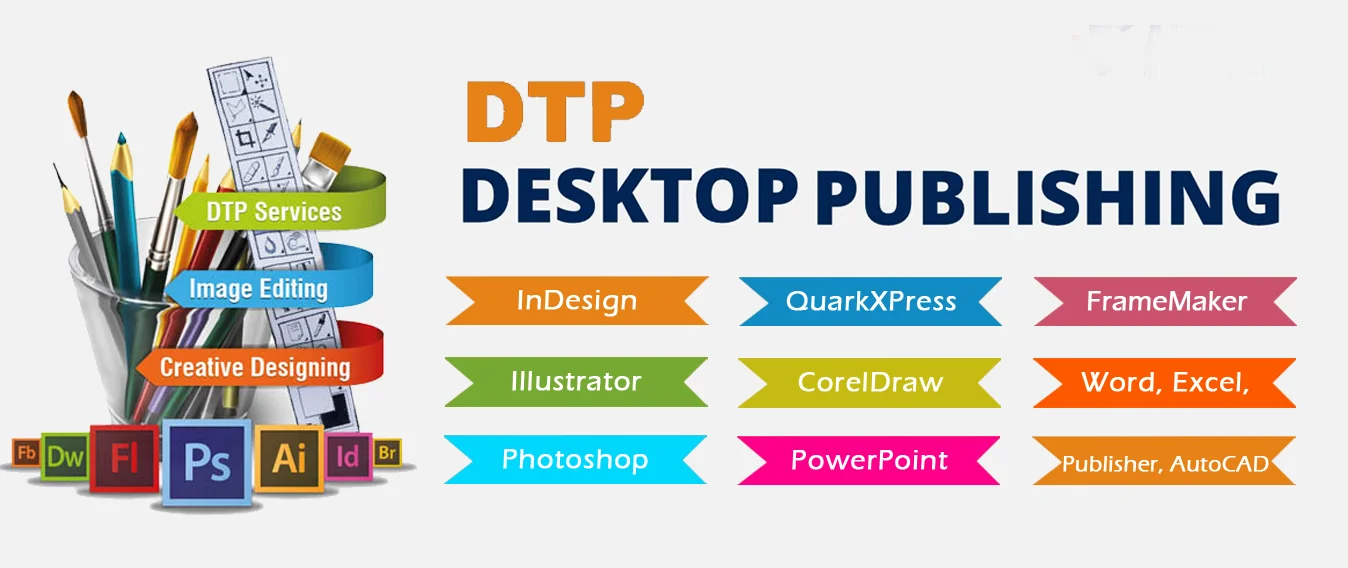 DTP
DESKTOP PUBLISHING
DTP Services
Image Editing
Creative Designing
Fb Dw Fl Ps Ai Id Br
InDesign
QuarkXPress
FrameMaker
Illustrator
CorelDraw
Word, Excel,
Photoshop
PowerPoint
Publisher, AutoCAD